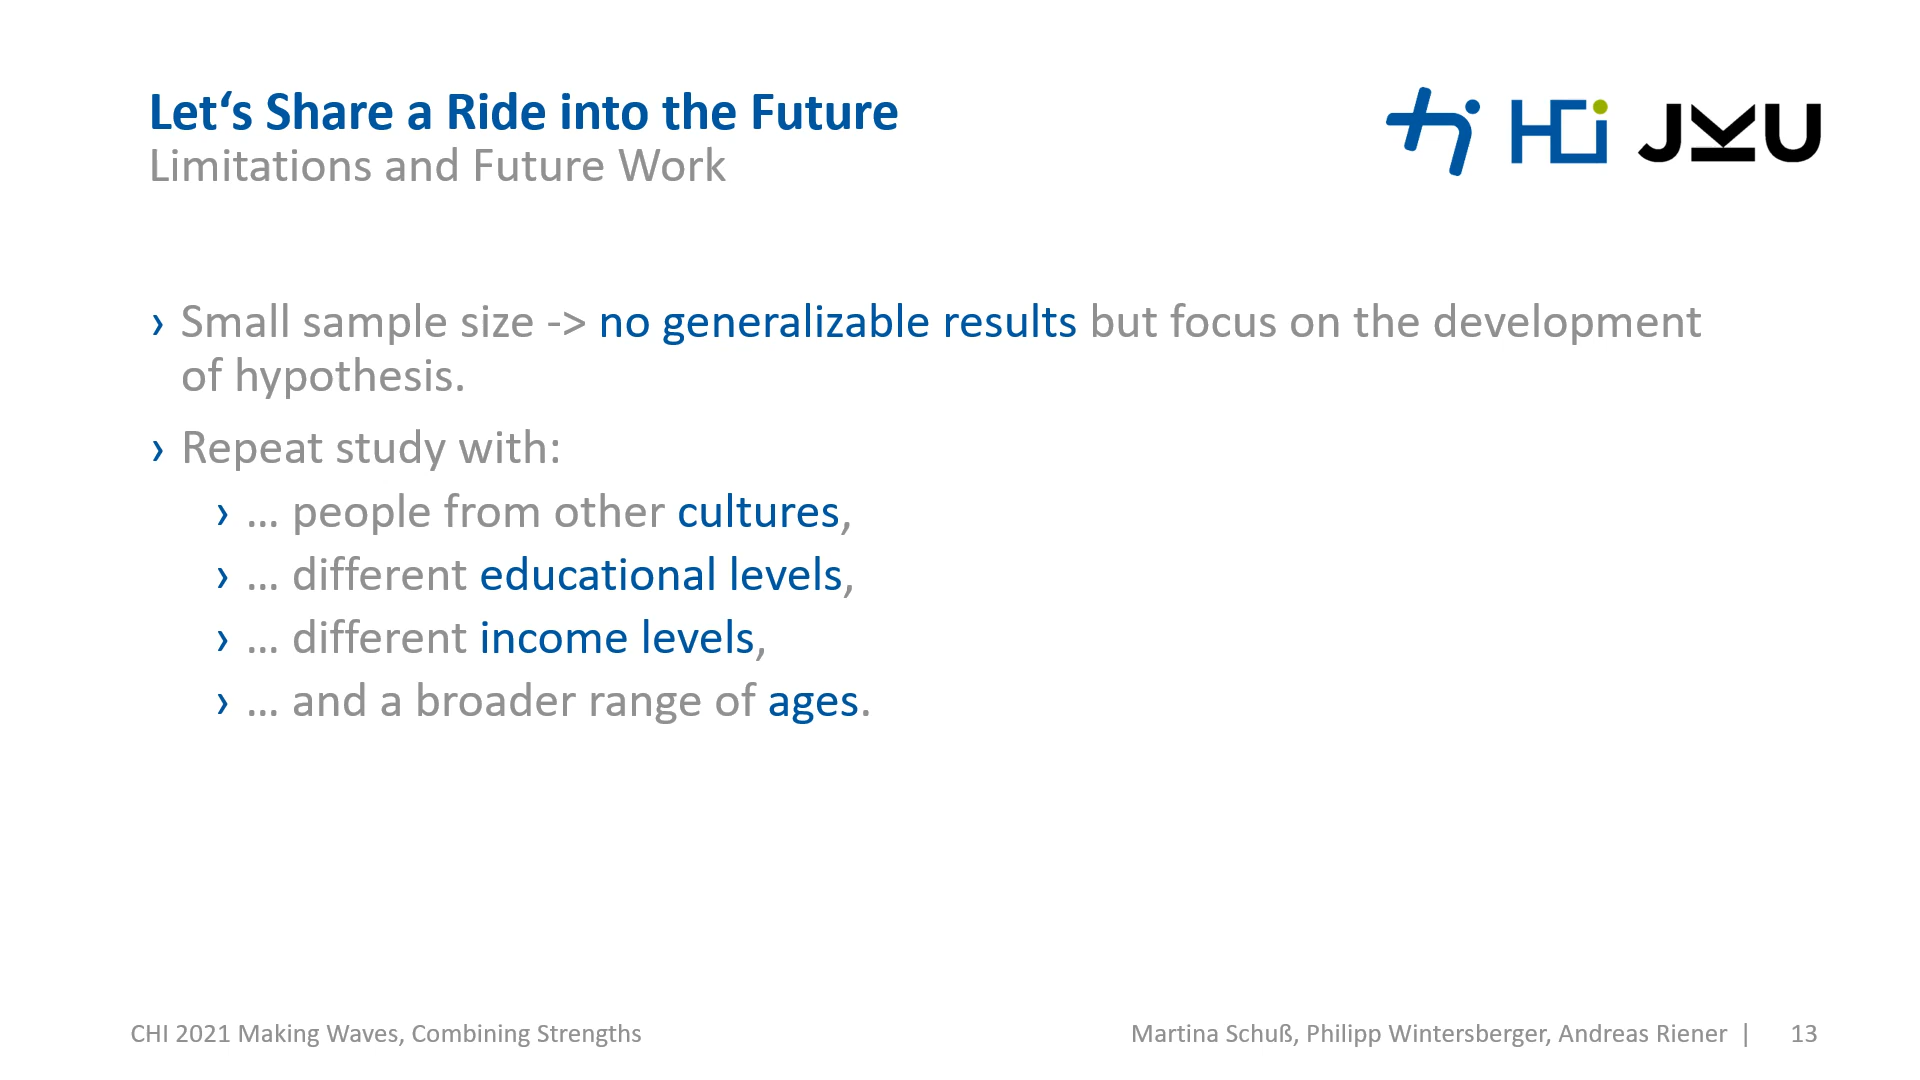 Let‘s Share a Ride into the Future
Limitations and Future Work
HCi
JKU
› Small sample size -> no generalizable results but focus on the development
of hypothesis.
› Repeat study with:
› … people from other cultures,
› … different educational levels,
› … different income levels,
› … and a broader range of ages.
CHI 2021 Making Waves, Combining Strengths
Martina Schuß, Philipp Wintersberger, Andreas Riener | 13